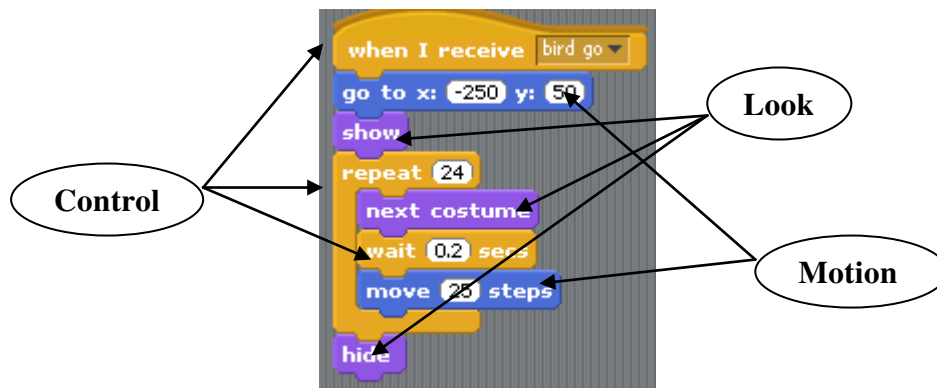 when I receive bird go
go to x: -250 y: 50
Look
show
repeat 24
Control
next costume
wait 0.2 secs
Motion
move 25 steps
hide